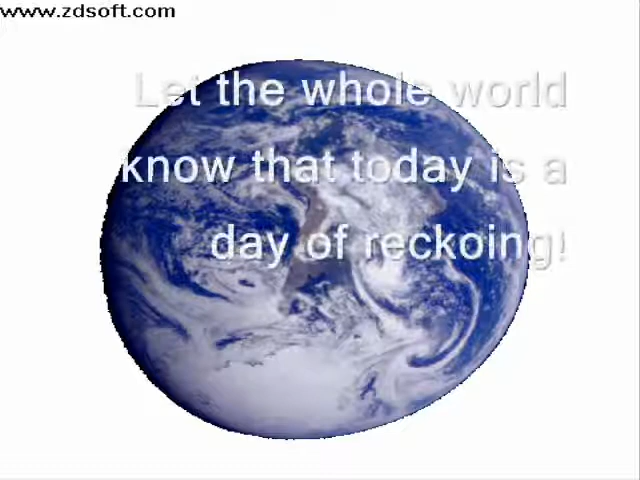 www.zdsoft.com
Let the whole world
know that today is a
day of reckoing!